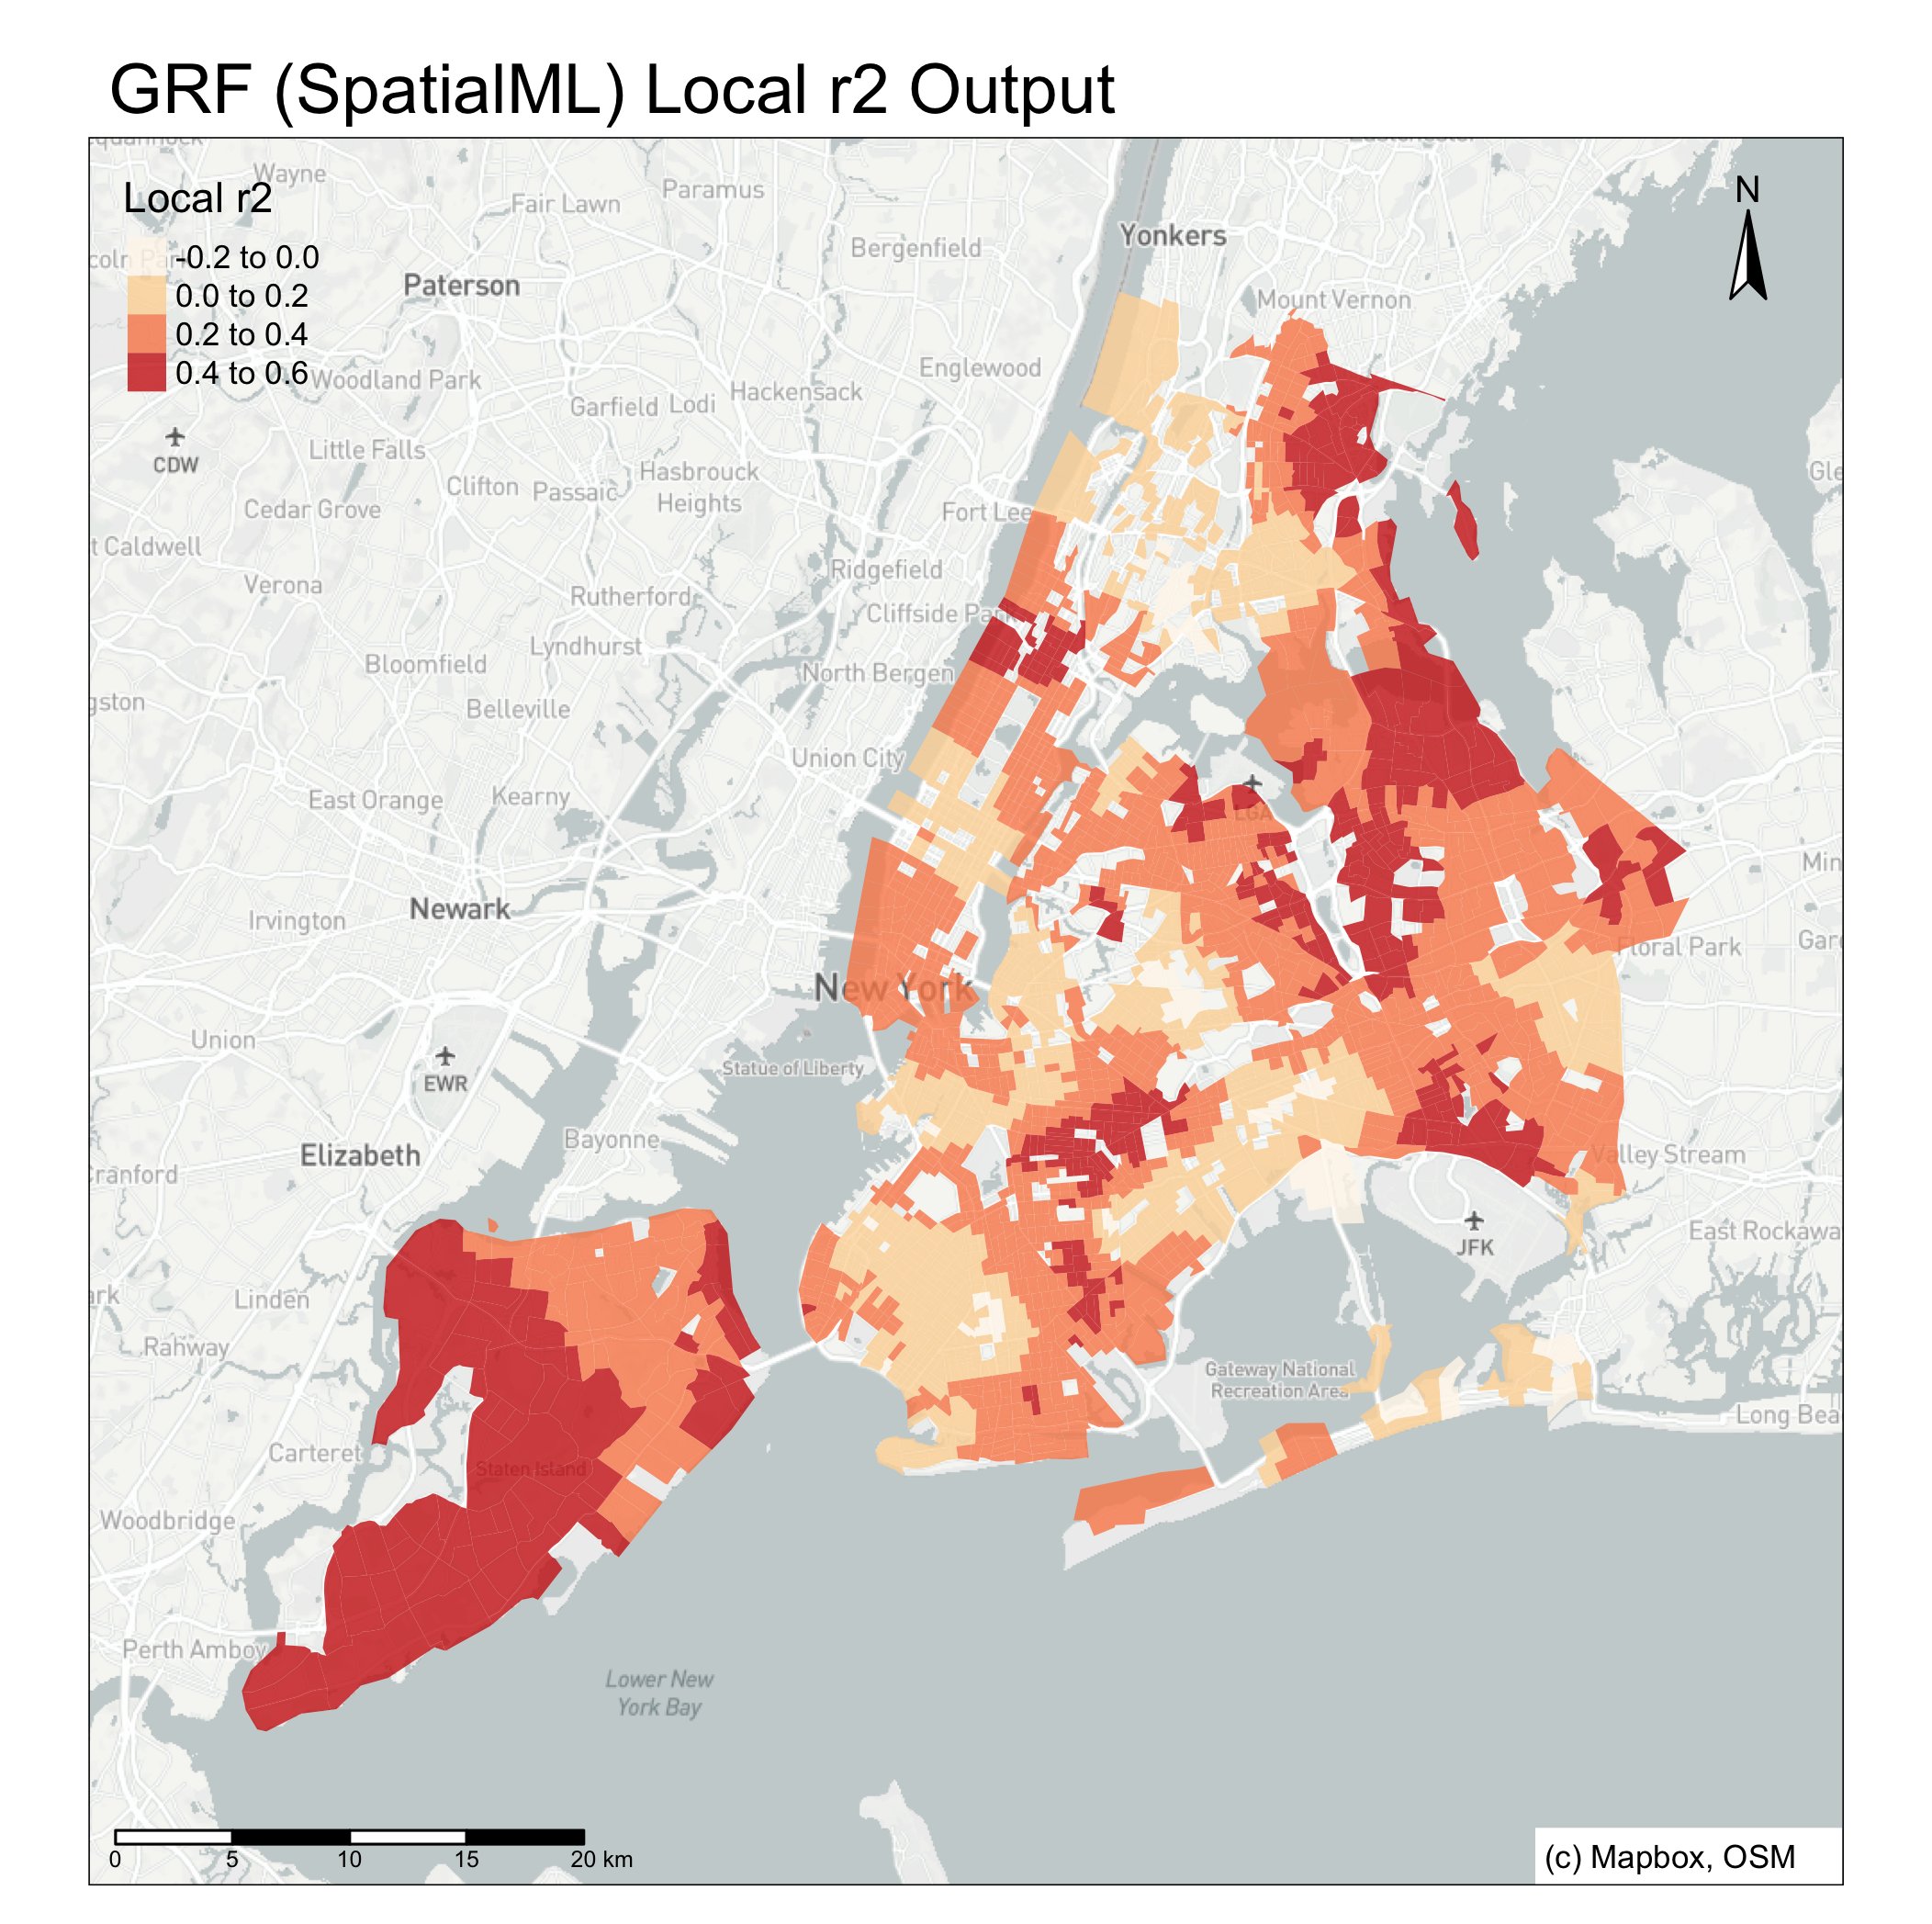 GRF (SpatialML) Local r2 Output
Local r2
-0.2 to 0.0
0.0 to 0.2
0.2 to 0.4
0.4 to 0.6
N
Wayne
Fair Lawn
Paramus
Bergenfield
Yonkers
Paterson
Mount Vernon
Woodland Park
Englewood
Hackensack
Garfield
Lodi
Little Falls
CDW
Hasbrouck
Heights
Clifton
Passaic
Cedar Grove
Fort Lee
t Caldwell
Verona
Ridgefield
Rutherford
Cliffside Park
Lyndhurst
Bloomfield
North Bergen
gston
Belleville
Union City
East Orange
Kearny
LGA
Min
Newark
Irvington
Floral Park
Gar
New York
Union
Statue of Liberty
EWR
Bayonne
Elizabeth
Valley Stream
Cranford
East Rockawa
JFK
Linden
ark
Rahway
Gateway National
Recreation Area
Long Bea
Carteret
Staten Island
Woodbridge
Perth Amboy
Lower New
York Bay
Gle
0 5 10 15 20 km
(c) Mapbox, OSM